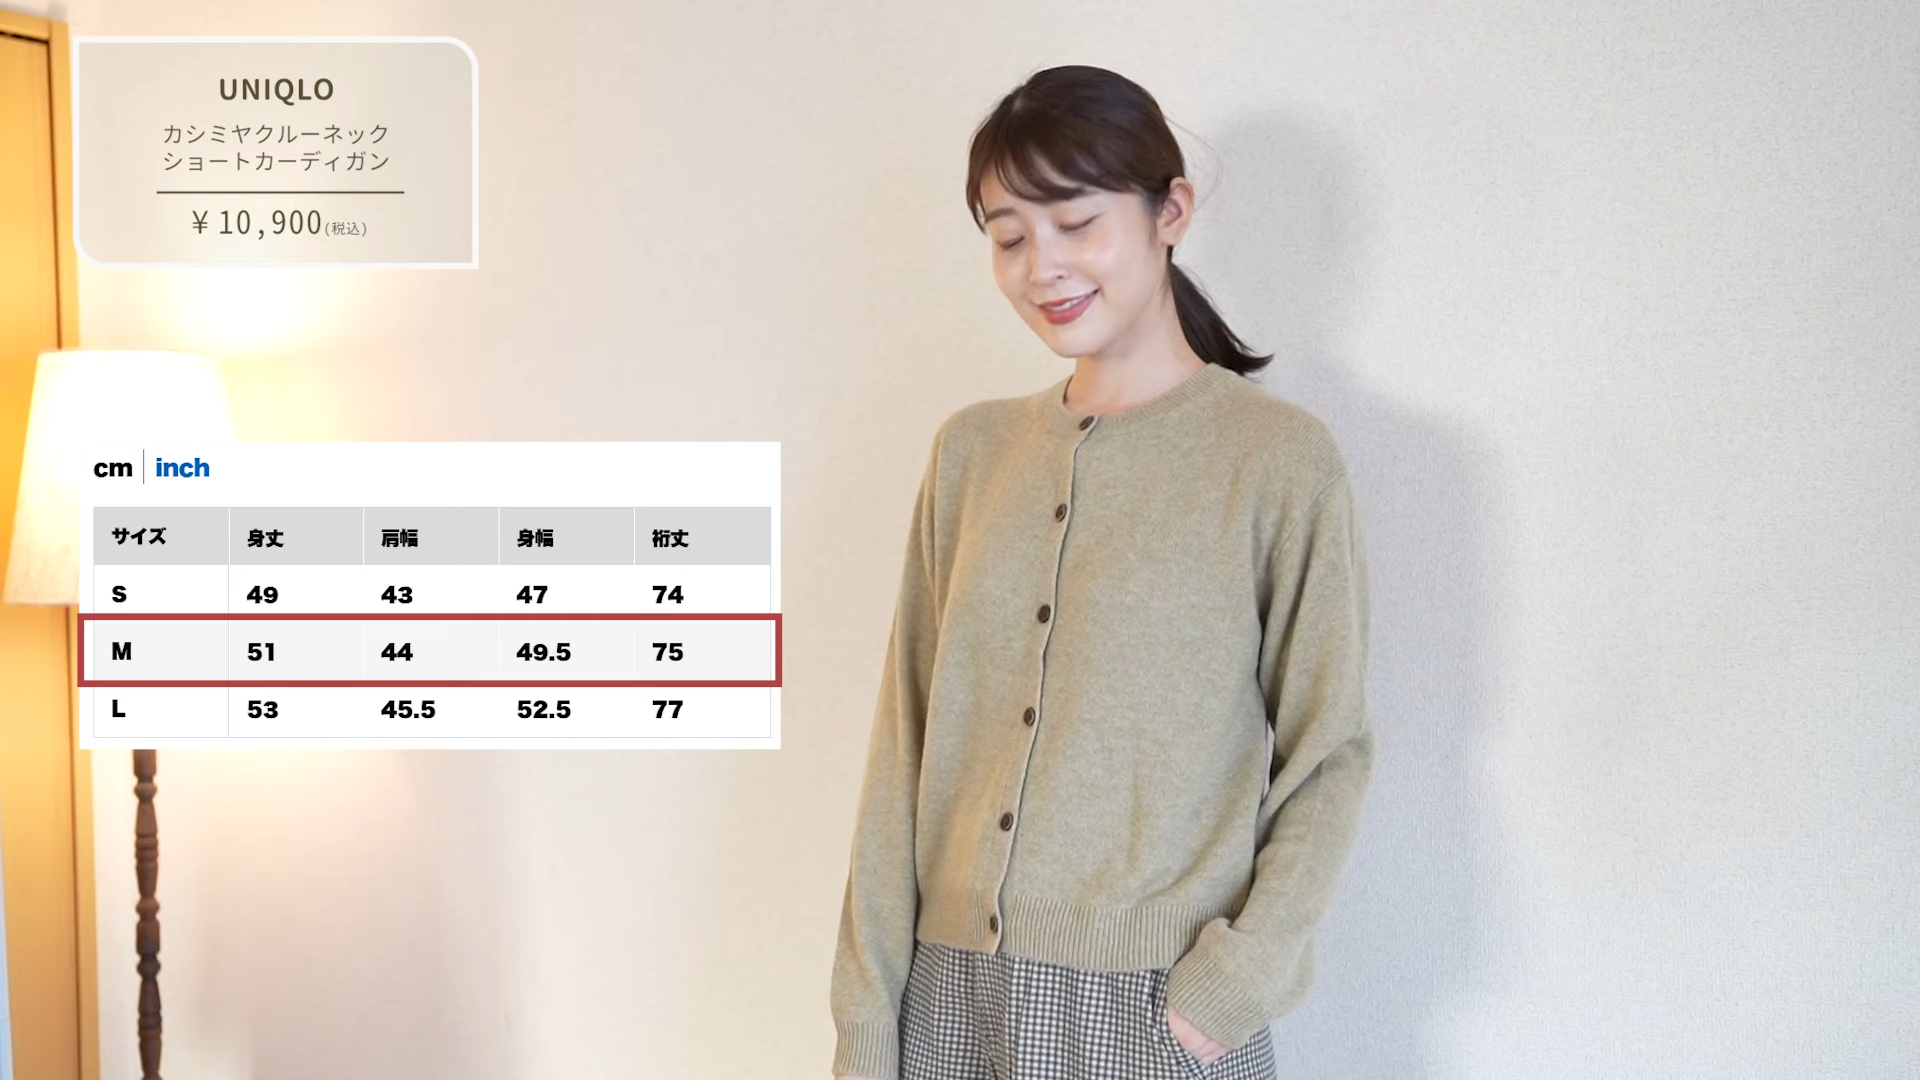 UNIQLO
カシミヤクルーネック
ショートカーディガン
¥10,900(税込)
cm | inch
サイズ 身丈 肩幅 身幅 裄丈
S 49 43 47 74
M 51 44 49.5 75
L 53 45.5 52.5 77